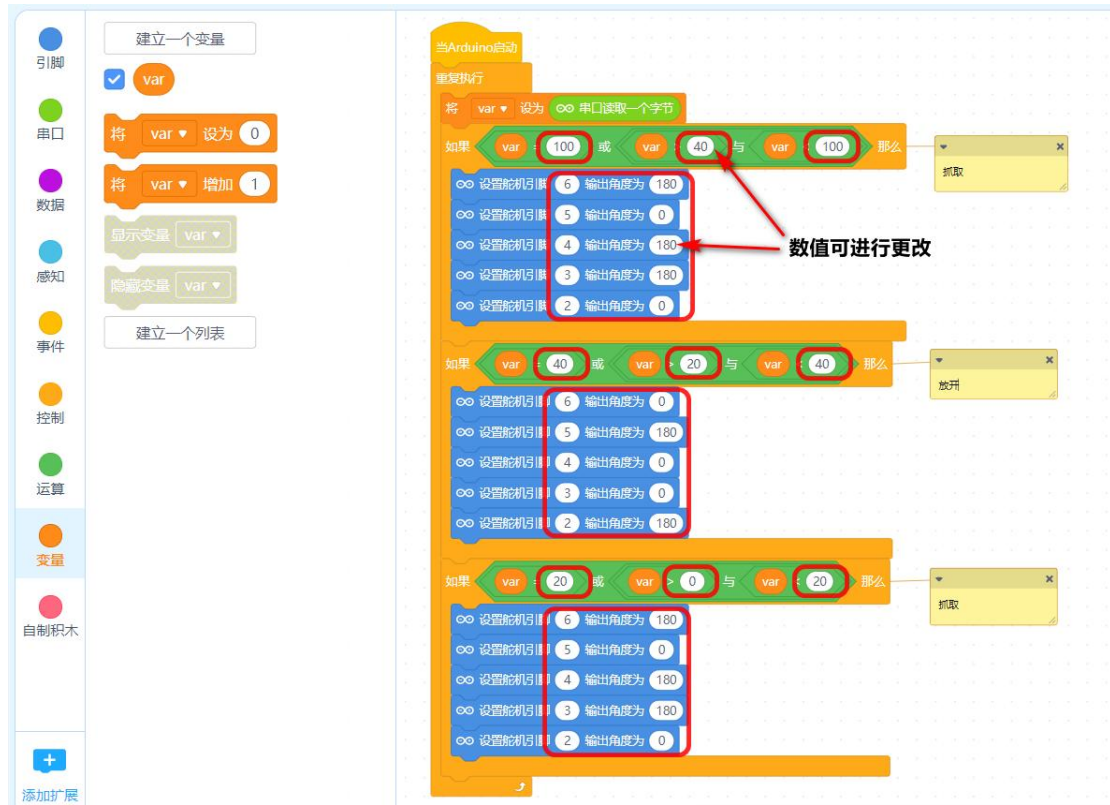 引脚
串口
数据
感知
事件
控制
运算
变量
自制积木
添加扩展
建立一个变量
var
将 var 设为 0
将 var 增加 1
显示变量 var
隐藏变量 var
建立一个列表
当Arduino启动
重复执行
将 var 设为 串口读取一个字节
如果 var = 100 或 var 40 与 var 100 那么
抓取
设置舵机引脚 6 输出角度为 180
设置舵机引脚 5 输出角度为 0
设置舵机引脚 4 输出角度为 180
数值可进行更改
设置舵机引脚 3 输出角度为 180
设置舵机引脚 2 输出角度为 0
如果 var = 40 或 var > 20 与 var < 40 那么
放开
设置舵机引脚 6 输出角度为 0
设置舵机引脚 5 输出角度为 180
设置舵机引脚 4 输出角度为 0
设置舵机引脚 3 输出角度为 0
设置舵机引脚 2 输出角度为 180
如果 var = 20 或 var > 0 与 var < 20 那么
抓取
设置舵机引脚 6 输出角度为 180
设置舵机引脚 5 输出角度为 0
设置舵机引脚 4 输出角度为 180
设置舵机引脚 3 输出角度为 180
设置舵机引脚 2 输出角度为 0